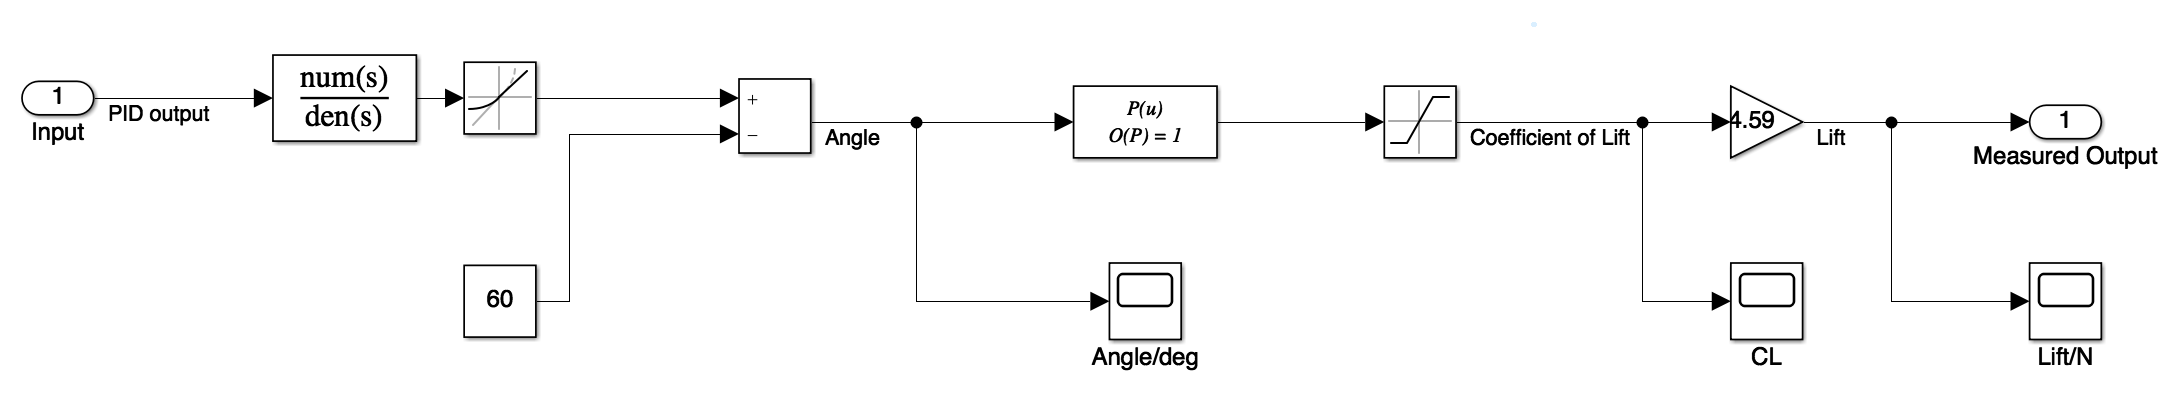 1
Input
PID output
num(s)
den(s)
60
+
−
Angle
P(u)
O(P) = 1
Angle/deg
Coefficient of Lift
4.59
CL
Lift
1
Measured Output
Lift/N